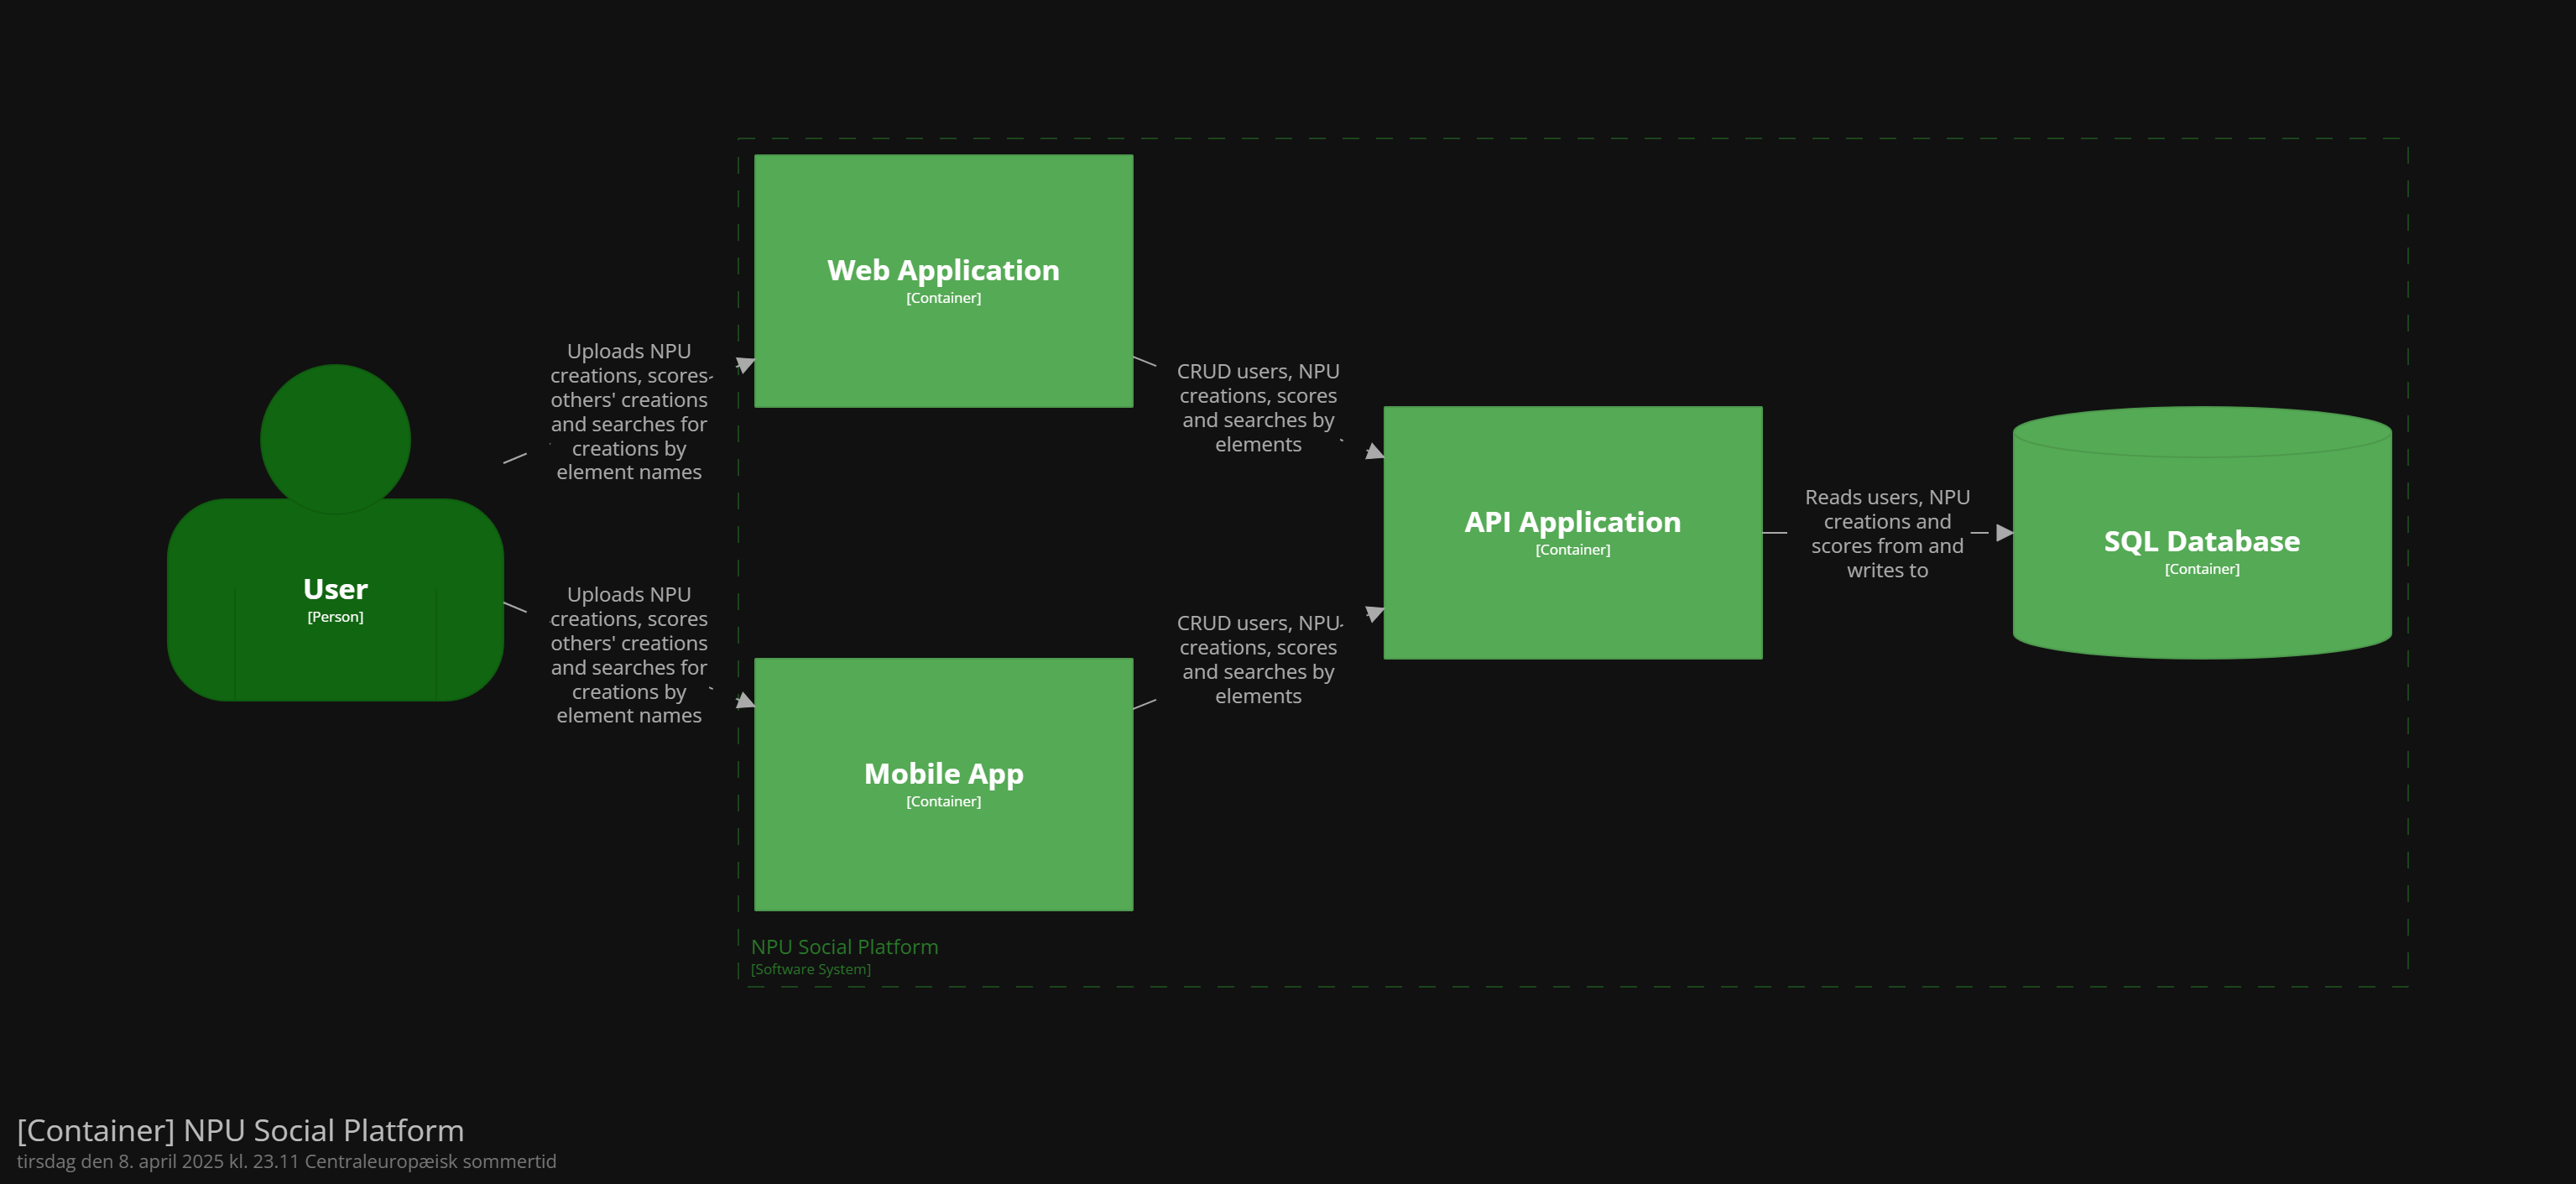 Web Application
[Container]
Uploads NPU
creations, scores
others' creations
and searches for
creations by
element names
CRUD users, NPU
creations, scores
and searches by
elements
User
[Person]
API Application
[Container]
Reads users, NPU
creations and
scores from and
writes to
SQL Database
[Container]
Uploads NPU
creations, scores
others' creations
and searches for
creations by
element names
CRUD users, NPU
creations, scores
and searches by
elements
Mobile App
[Container]
NPU Social Platform
[Software System]
[Container] NPU Social Platform
tirsdag den 8. april 2025 kl. 23.11 Centraleuropæisk sommertid